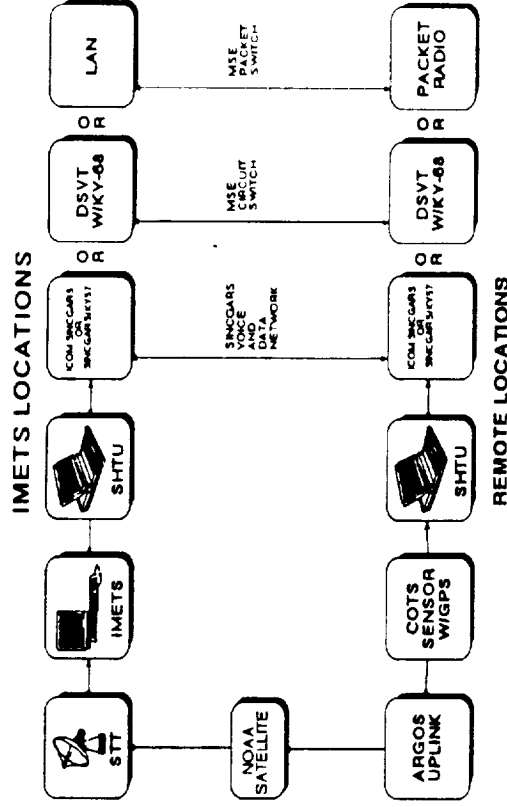 IMETS LOCATIONS
STT
IMETS
SHTU
ICOM SINCGARS
OR
SINCGARS/KY57
OR
DSVT
W/KY-68
OR
LAN
NOAA
SATELLITE
SINCGARS
VOICE
AND
DATA
NETWORK
MSE
CIRCUIT
SWITCH
MSE
PACKET
SWITCH
ARGOS
UPLINK
COTS
SENSOR
W/GPS
SHTU
ICOM SINCGARS
OR
SINCGARS/KY57
OR
DSVT
W/KY-68
OR
PACKET
RADIO
REMOTE LOCATIONS